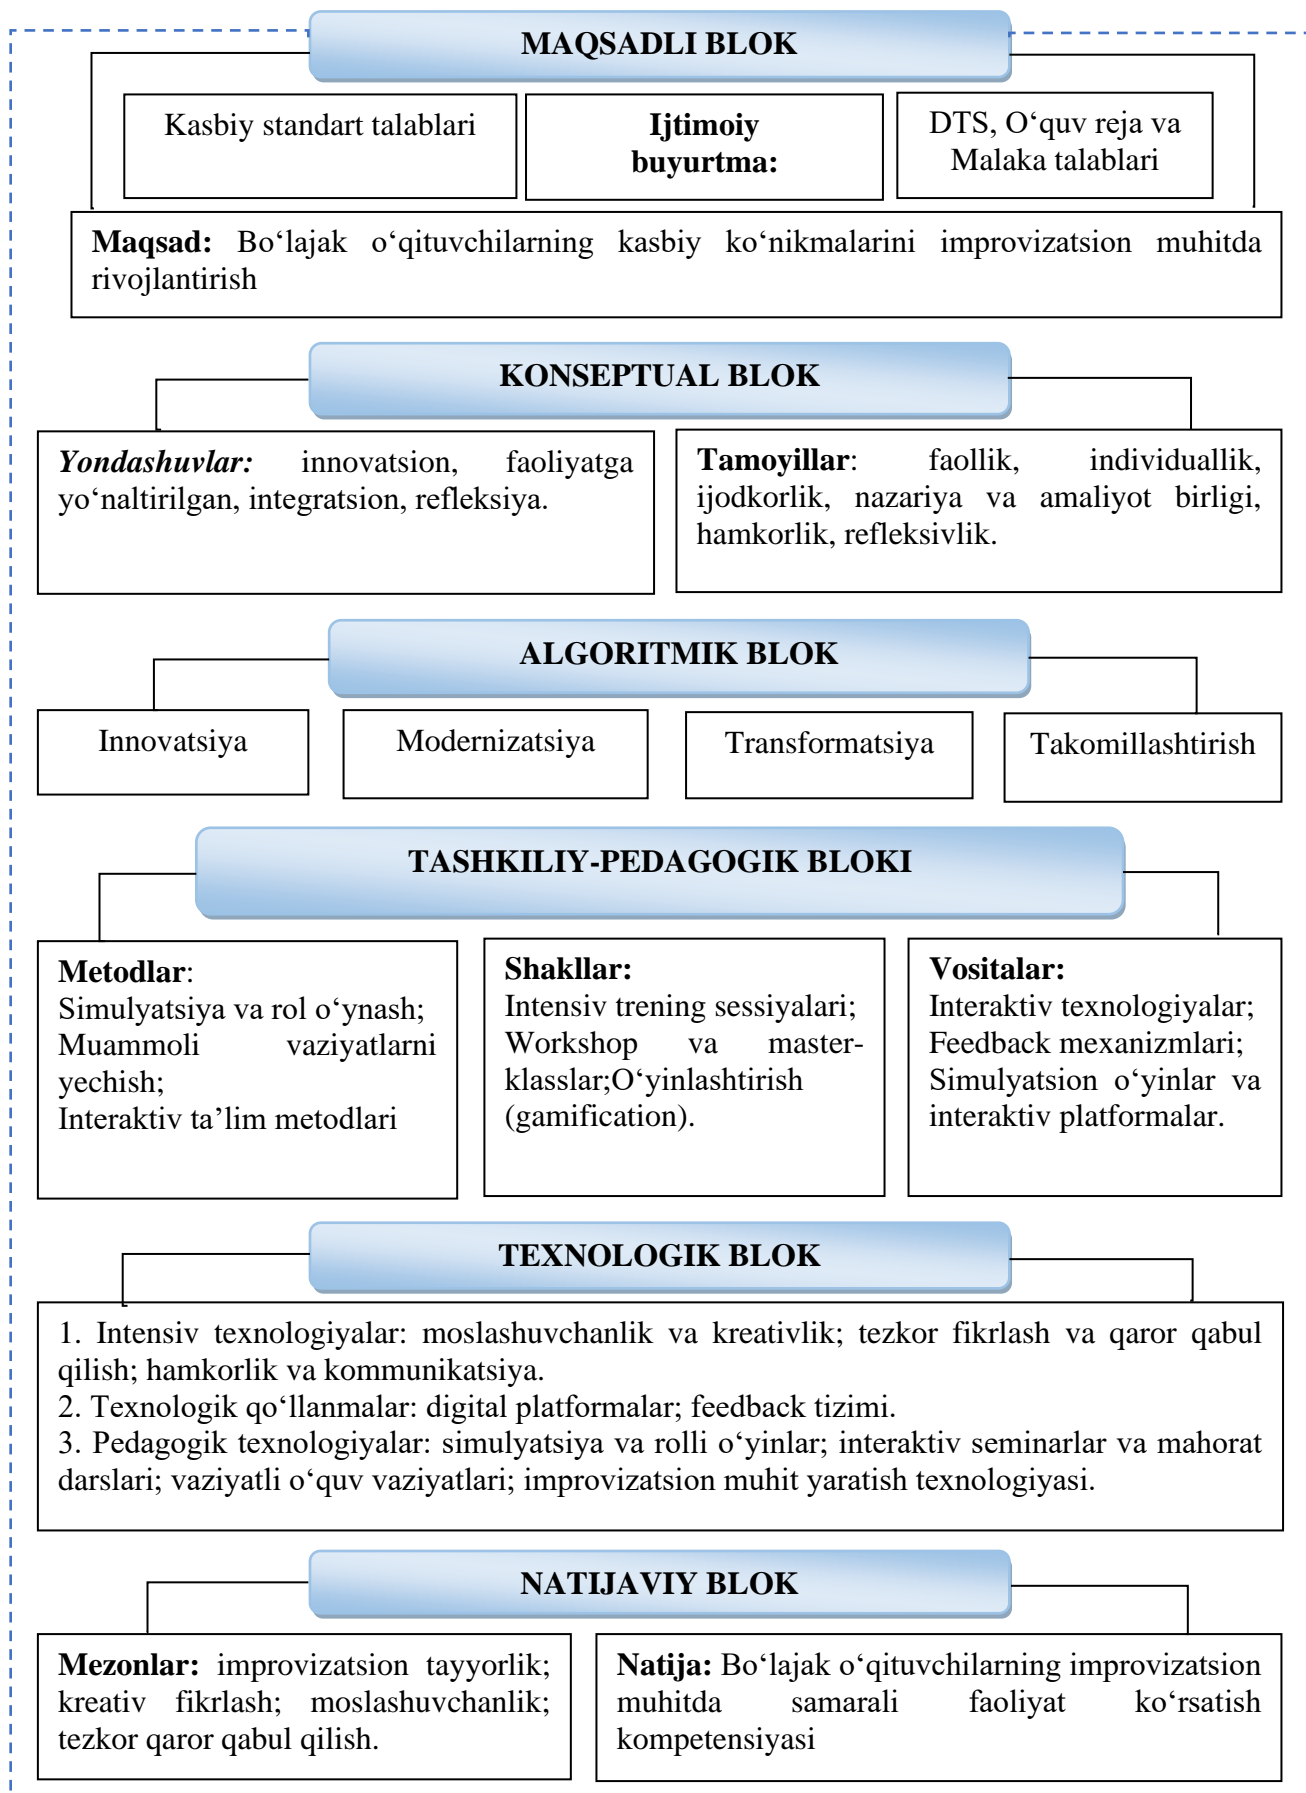 MAQSADLI BLOK
Kasbiy standart talablari
Ijtimoiy
buyurtma:
DTS, O‘quv reja va
Malaka talablari
Maqsad: Bo‘lajak o‘qituvchilarning kasbiy ko‘nikmalarini improvizatsion muhitda
rivojlantirish
KONSEPTUAL BLOK
Yondashuvlar: innovatsion, faoliyatga
yo‘naltirilgan, integratsion, refleksiya.
Tamoyillar: faollik, individuallik,
ijodkorlik, nazariya va amaliyot birligi,
hamkorlik, refleksivlik.
ALGORITMIK BLOK
Innovatsiya
Modernizatsiya
Transformatsiya
Takomillashtirish
TASHKILIY-PEDAGOGIK BLOKI
Metodlar:
Simulyatsiya va rol o‘ynash;
Muammoli vaziyatlarni
yechish;
Interaktiv ta’lim metodlari
Shakllar:
Intensiv trening sessiyalari;
Workshop va master-
klasslar;O‘yinlashtirish
(gamification).
Vositalar:
Interaktiv texnologiyalar;
Feedback mexanizmlari;
Simulyatsion o‘yinlar va
interaktiv platformalar.
TEXNOLOGIK BLOK
1. Intensiv texnologiyalar: moslashuvchanlik va kreativlik; tezkor fikrlash va qaror qabul
qilish; hamkorlik va kommunikatsiya.
2. Texnologik qo‘llanmalar: digital platformalar; feedback tizimi.
3. Pedagogik texnologiyalar: simulyatsiya va rolli o‘yinlar; interaktiv seminarlar va mahorat
darslari; vaziyatli o‘quv vaziyatlari; improvizatsion muhit yaratish texnologiyasi.
NATIJAVIY BLOK
Mezonlar: improvizatsion tayyorlik;
kreativ fikrlash; moslashuvchanlik;
tezkor qaror qabul qilish.
Natija: Bo‘lajak o‘qituvchilarning improvizatsion
muhitda samarali faoliyat ko‘rsatish
kompetensiyasi